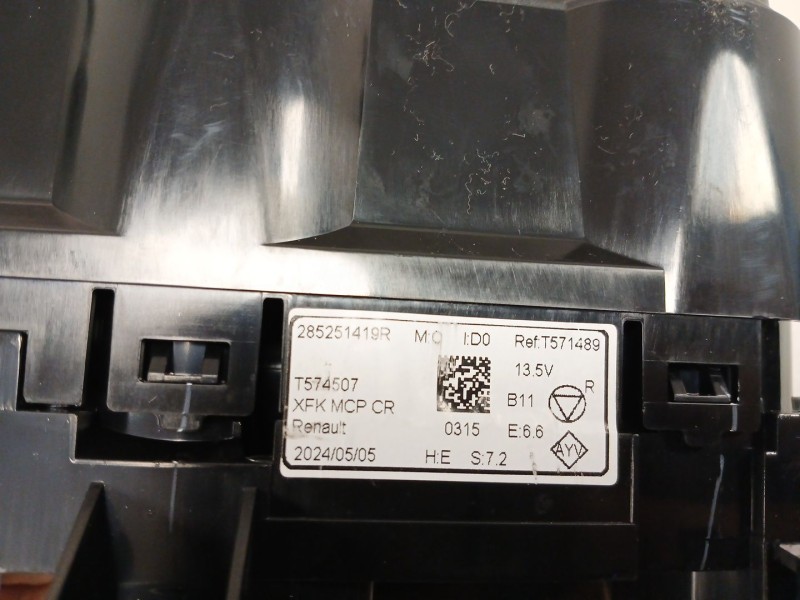 285251419R M: I:D0 Ref:T571489
T574507 13.5V
XFK MCP CR B11 R
Renault 0315 E:6.6
2024/05/05 H:E S:7.2 AYV